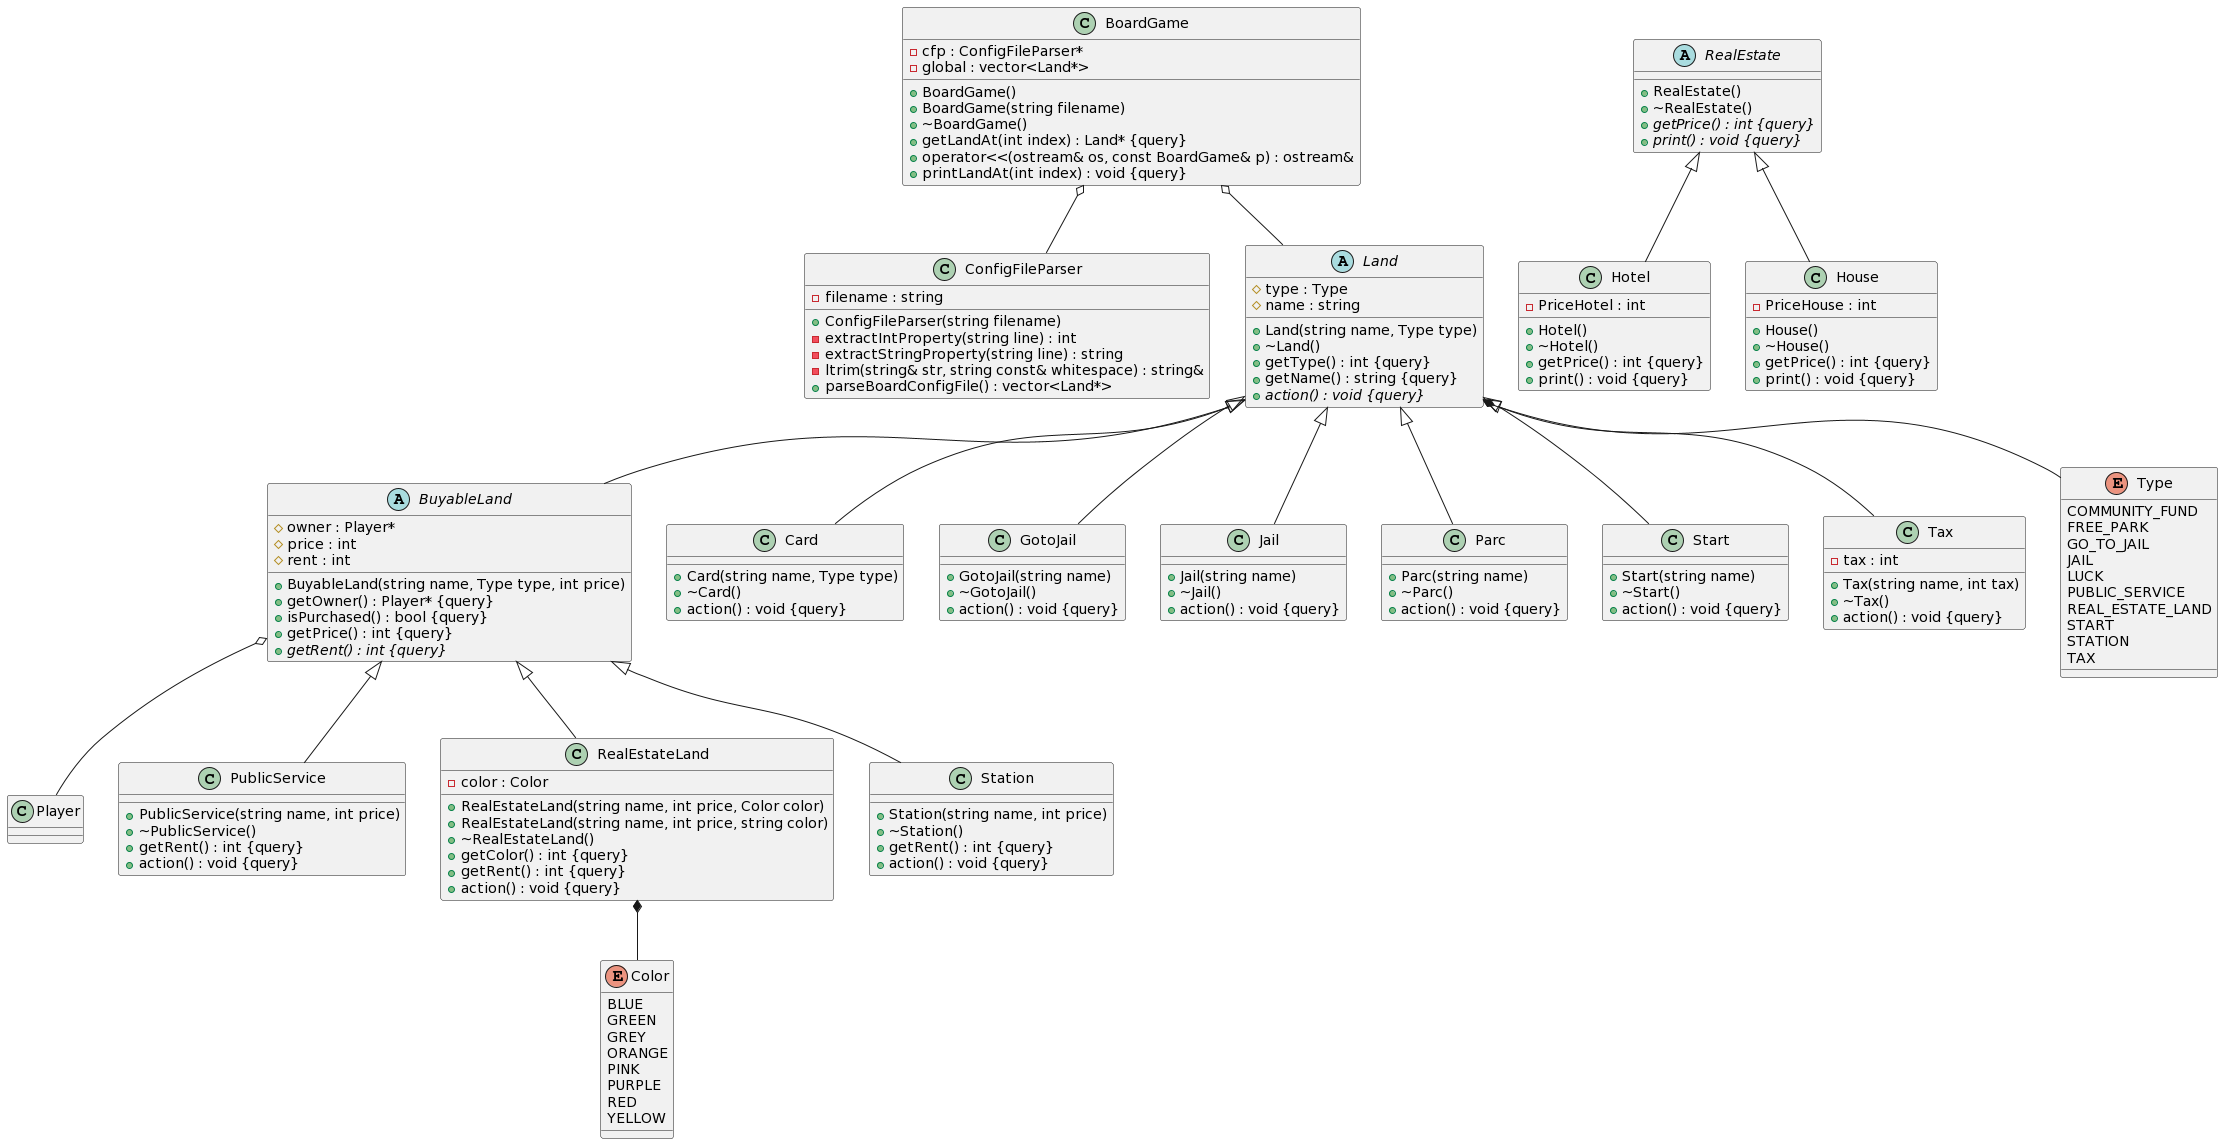 C BoardGame
cfp : ConfigFileParser*
global : vector<Land*>
BoardGame()
BoardGame(string filename)
~BoardGame()
getLandAt(int index) : Land* {query}
operator<<(ostream& os, const BoardGame& p) : ostream&
printLandAt(int index) : void {query}
A RealEstate
RealEstate()
~RealEstate()
getPrice() : int {query}
print() : void {query}
C ConfigFileParser
filename : string
ConfigFileParser(string filename)
extractIntProperty(string line) : int
extractStringProperty(string line) : string
ltrim(string& str, string const& whitespace) : string&
parseBoardConfigFile() : vector<Land*>
A Land
type : Type
name : string
Land(string name, Type type)
~Land()
getType() : int {query}
getName() : string {query}
action() : void {query}
C Hotel
PriceHotel : int
Hotel()
~Hotel()
getPrice() : int {query}
print() : void {query}
C House
PriceHouse : int
House()
~House()
getPrice() : int {query}
print() : void {query}
A BuyableLand
owner : Player*
price : int
rent : int
BuyableLand(string name, Type type, int price)
getOwner() : Player* {query}
isPurchased() : bool {query}
getPrice() : int {query}
getRent() : int {query}
C Card
Card(string name, Type type)
~Card()
action() : void {query}
C GotoJail
GotoJail(string name)
~GotoJail()
action() : void {query}
C Jail
Jail(string name)
~Jail()
action() : void {query}
C Parc
Parc(string name)
~Parc()
action() : void {query}
C Start
Start(string name)
~Start()
action() : void {query}
C Tax
tax : int
Tax(string name, int tax)
~Tax()
action() : void {query}
E Type
COMMUNITY_FUND
FREE_PARK
GO_TO_JAIL
JAIL
LUCK
PUBLIC_SERVICE
REAL_ESTATE_LAND
START
STATION
TAX
C Player
C PublicService
PublicService(string name, int price)
~PublicService()
getRent() : int {query}
action() : void {query}
C RealEstateLand
color : Color
RealEstateLand(string name, int price, Color color)
RealEstateLand(string name, int price, string color)
~RealEstateLand()
getColor() : int {query}
getRent() : int {query}
action() : void {query}
C Station
Station(string name, int price)
~Station()
getRent() : int {query}
action() : void {query}
E Color
BLUE
GREEN
GREY
ORANGE
PINK
PURPLE
RED
YELLOW